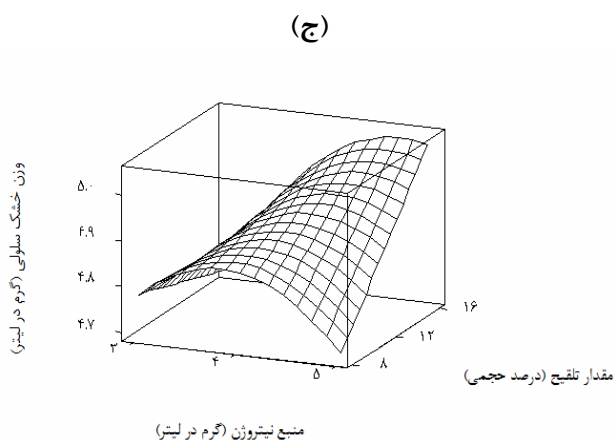 (ج)
وزن خشک سلولی (گرم در لیتر)
۵.۰
۴.۹
۴.۸
۴.۷
۳
۴
۵
۸
۱۲
۱۶
مقدار تلقیح (درصد حجمی)
منبع نیتروژن (گرم در لیتر)